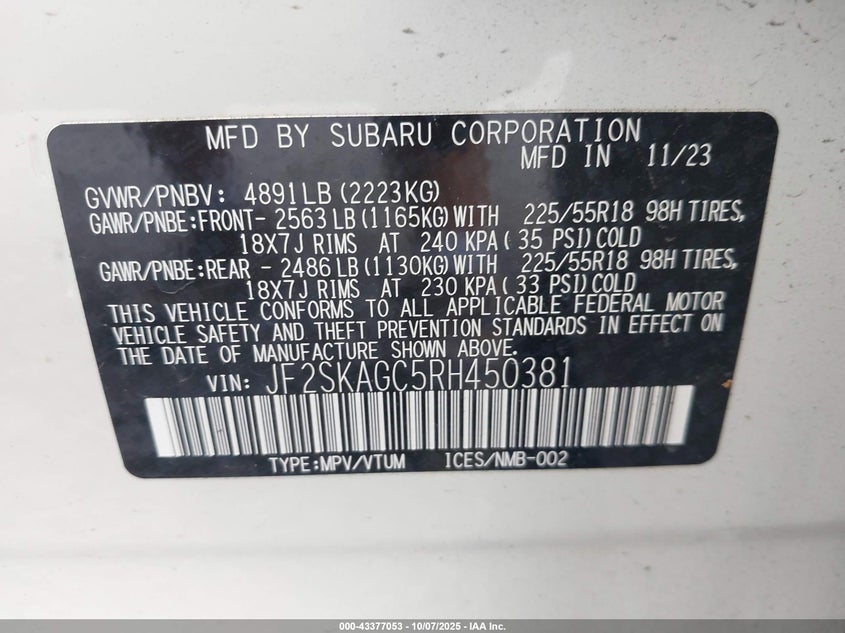 MFD BY SUBARU CORPORATION
MFD IN 11/23
GVWR/PNBV: 4891LB (2223KG)
GAWR/PNBE:FRONT- 2563 LB (1165KG) WITH 225/55R18 98H TIRES,
18X7J RIMS AT 240 KPA ( 35 PSI) COLD
GAWR/PNBE:REAR - 2486 LB (1130KG) WITH 225/55R18 98H TIRES,
18X7J RIMS AT 230 KPA ( 33 PSI) COLD
THIS VEHICLE CONFORMS TO ALL APPLICABLE FEDERAL MOTOR
VEHICLE SAFETY AND THEFT PREVENTION STANDARDS IN EFFECT ON
THE DATE OF MANUFACTURE SHOWN ABOVE.
VIN: JF2SKAGC5RH450381
TYPE:MPV/VTUM ICES/NMB-002
000-43377053 - 10/07/2025 - IAA Inc.